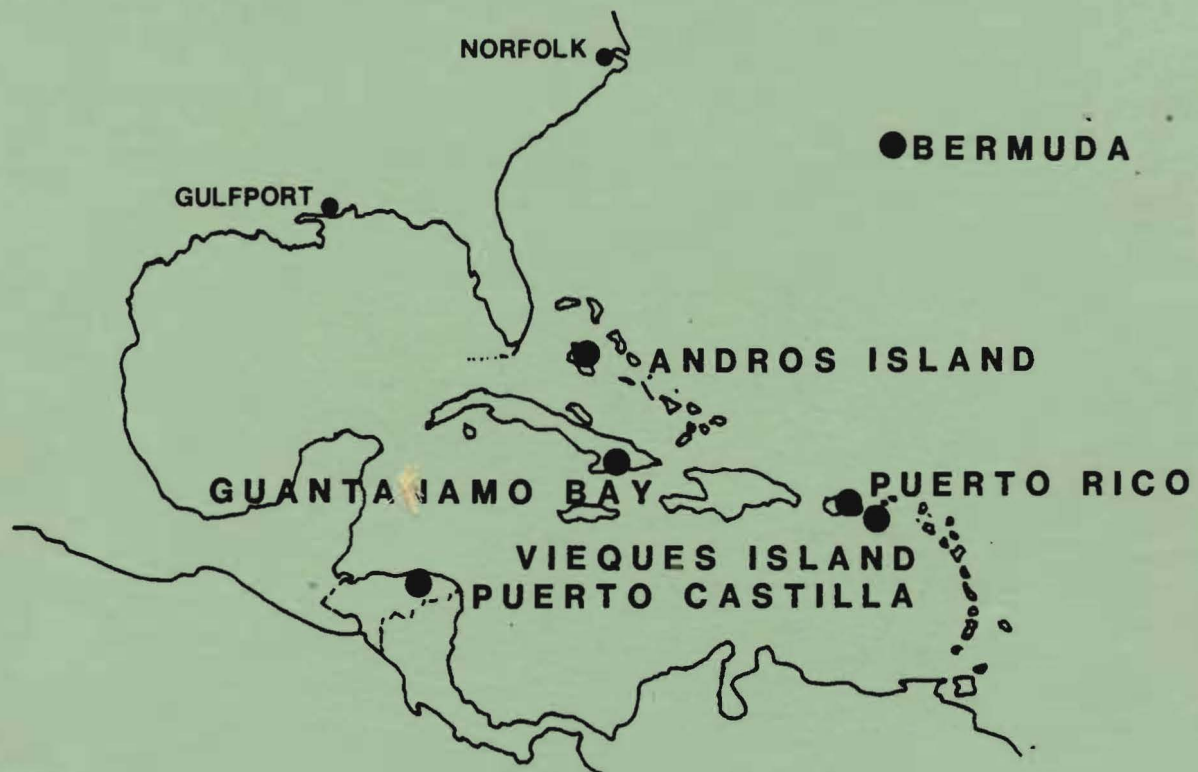 NORFOLK
BERMUDA
GULFPORT
ANDROS ISLAND
GUANTANAMO BAY
PUERTO RICO
VIEQUES ISLAND
PUERTO CASTILLA